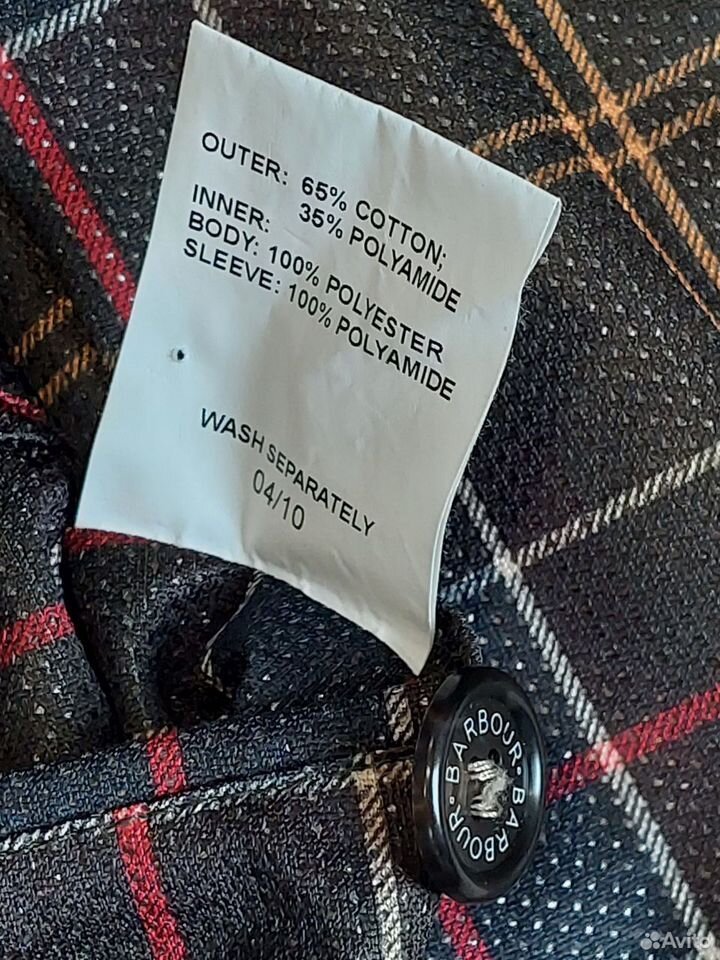 OUTER: 65% COTTON;
35% POLYAMIDE
INNER:
BODY: 100% POLYESTER
SLEEVE: 100% POLYAMIDE
WASH SEPARATELY
04/10
BARBOUR · BARBOUR · BARBOUR ·
Avito